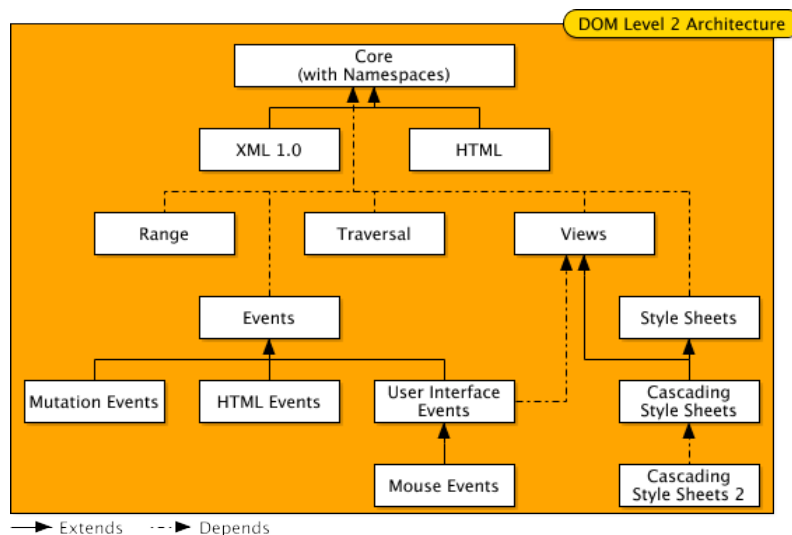 DOM Level 2 Architecture
Core
(with Namespaces)
XML 1.0
HTML
Range
Traversal
Views
Events
Style Sheets
Mutation Events
HTML Events
User Interface
Events
Cascading
Style Sheets
Mouse Events
Cascading
Style Sheets 2
Extends
Depends